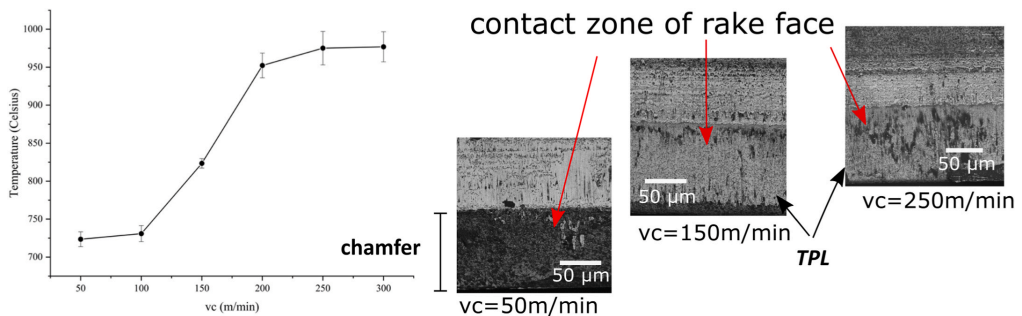 contact zone of rake face
1000
950
900
850
800
750
700
Temperature (Celsius)
50 100 150 200 250 300
vc (m/min)
chamfer
50 µm
vc=50m/min
50 µm
vc=150m/min
50 µm
vc=250m/min
TPL